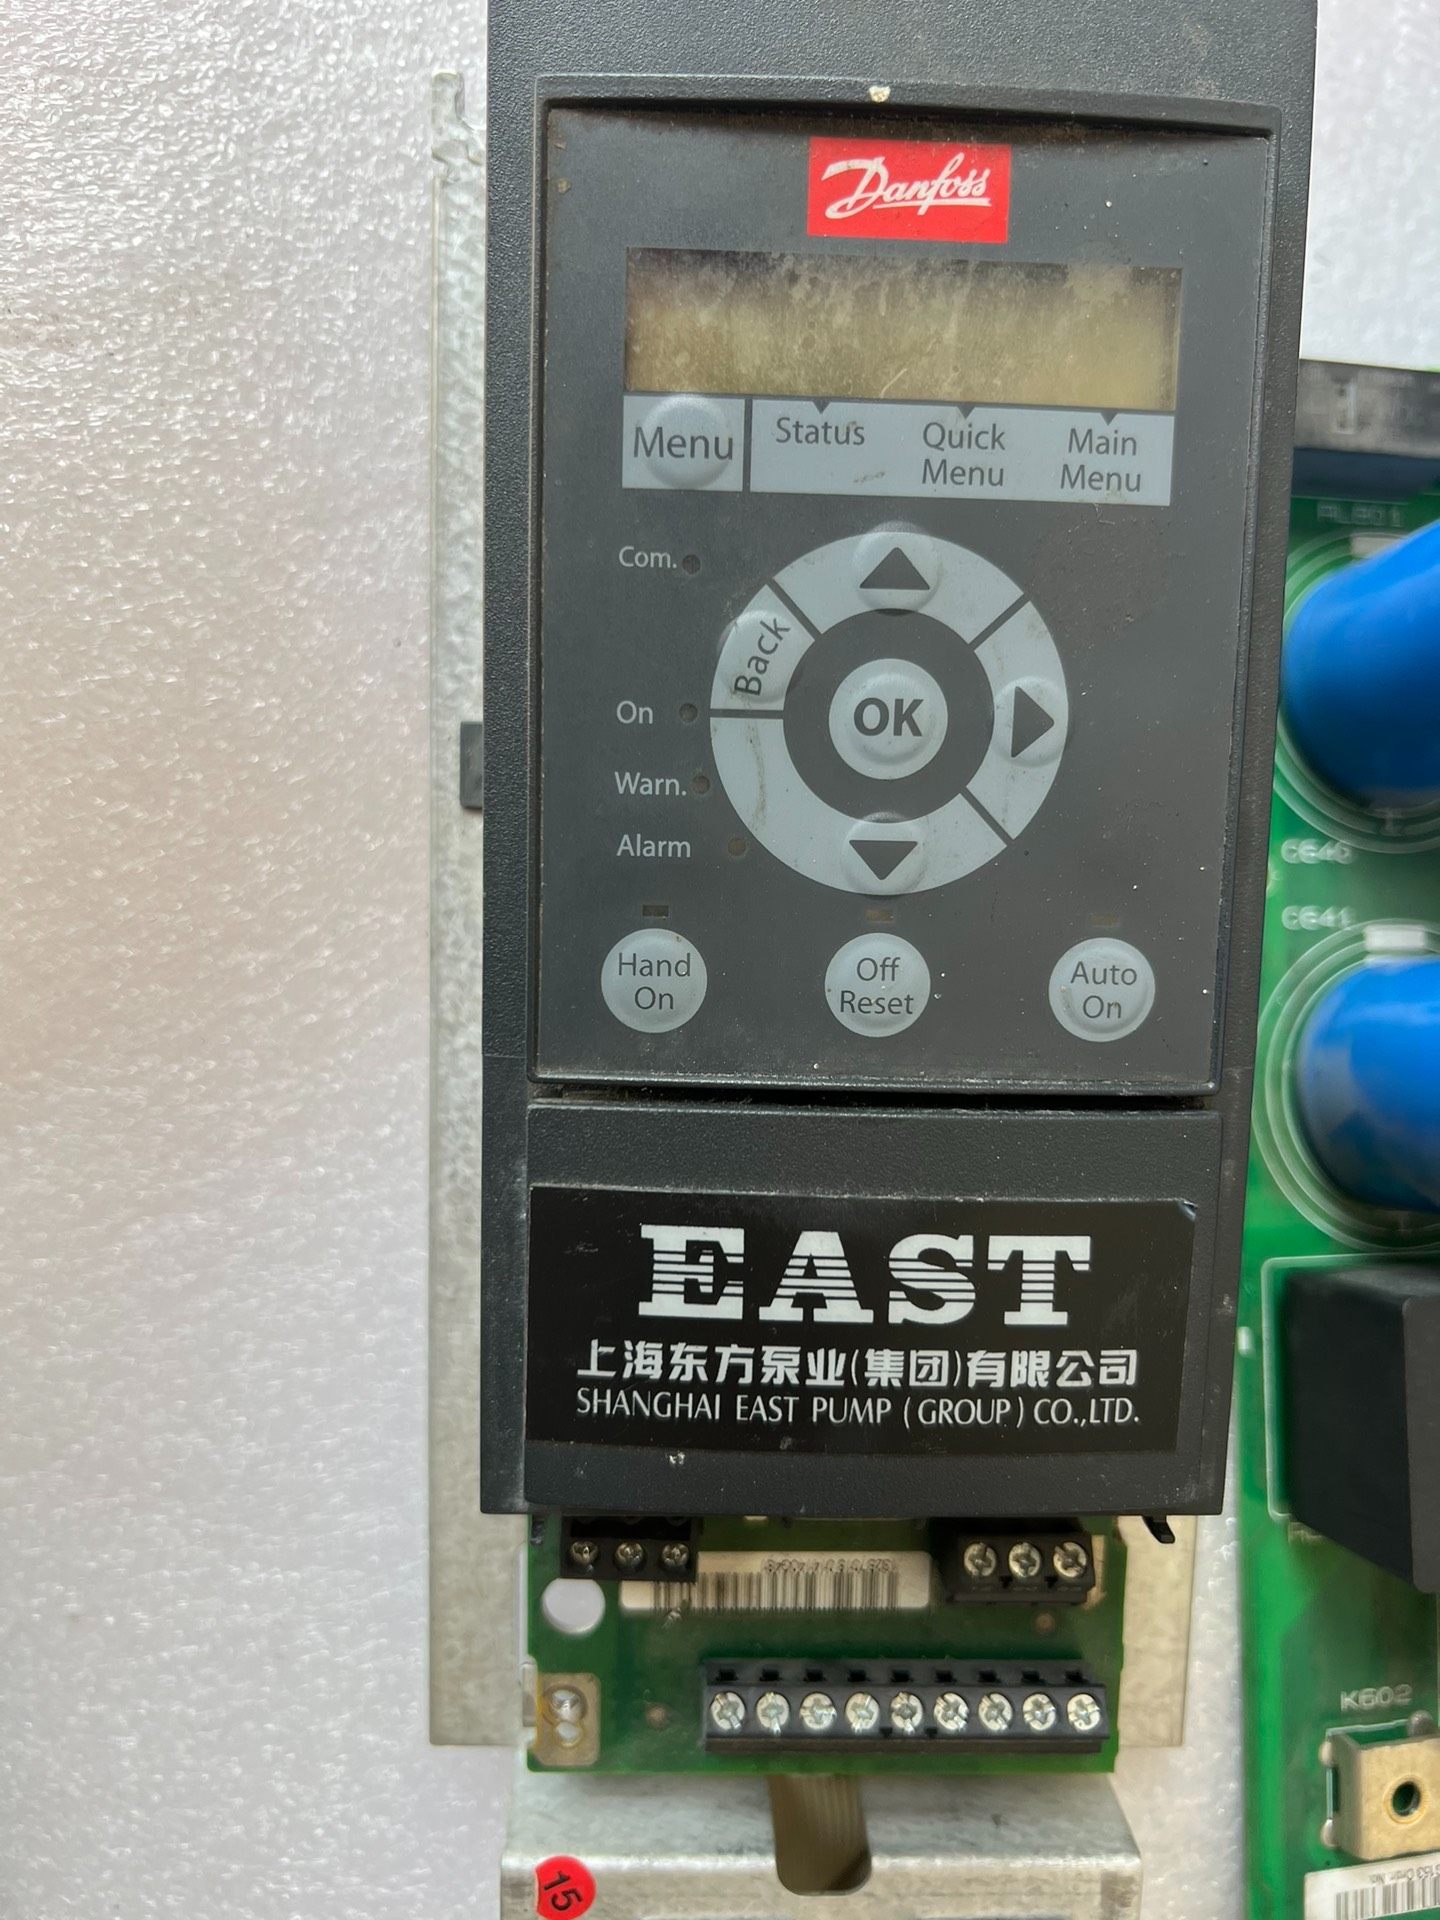 Danfoss
Menu
Status
Quick Menu
Main Menu
Com.
Back
OK
On
Warn.
Alarm
Hand On
Off Reset
Auto On
EAST
上海东方泵业(集团)有限公司
SHANGHAI EAST PUMP (GROUP) CO.,LTD.
C640
C641
K602
15